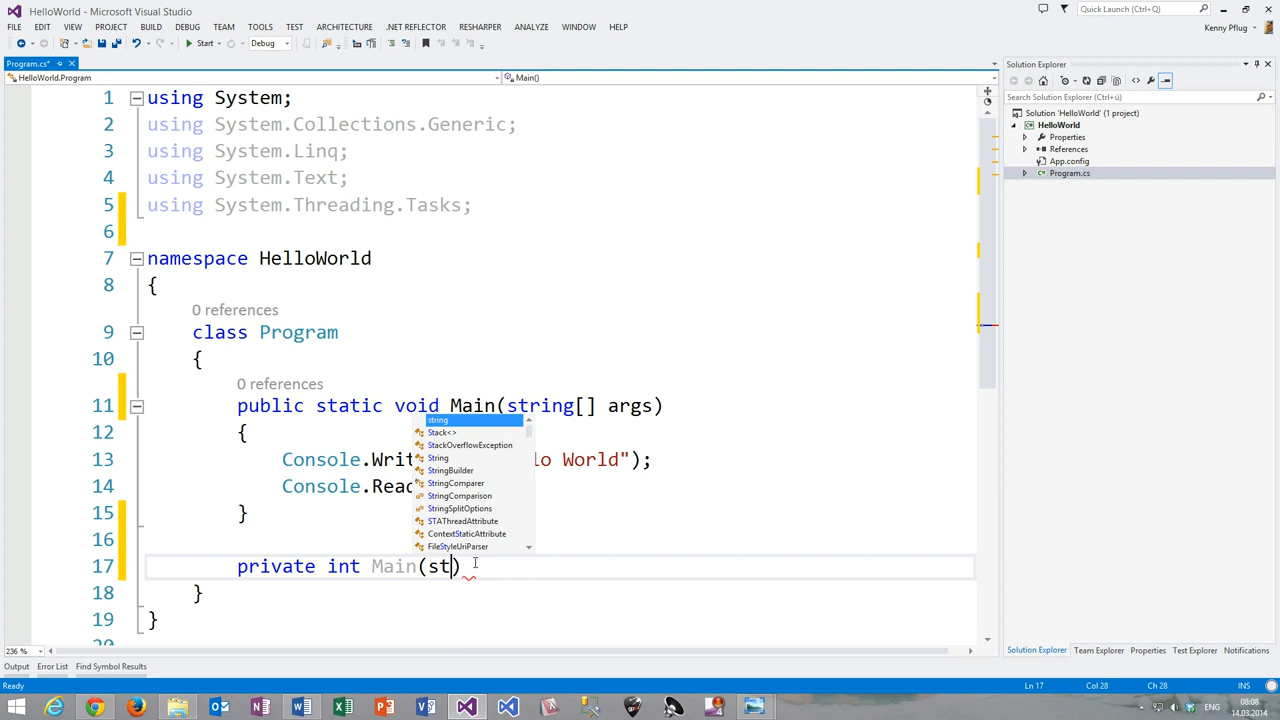 HelloWorld - Microsoft Visual Studio
Quick Launch (Ctrl+Q)
FILE EDIT VIEW PROJECT BUILD DEBUG TEAM TOOLS TEST ARCHITECTURE .NET REFLECTOR RESHARPER ANALYZE WINDOW HELP
Kenny Pflug
Start Debug
Program.cs*
HelloWorld.Program
Main()
1 using System;
2 using System.Collections.Generic;
3 using System.Linq;
4 using System.Text;
5 using System.Threading.Tasks;
6
7 namespace HelloWorld
8 {
0 references
9 class Program
10 {
0 references
11 public static void Main(string[] args)
12 {
13 Console.Writ lo World");
14 Console.Read
15 }
16
17 private int Main(st)
18 }
19 }
20
string
Stack<>
StackOverflowException
String
StringBuilder
StringComparer
StringComparison
StringSplitOptions
STAThreadAttribute
ContextStaticAttribute
FileStyleUriParser
236 %
Solution Explorer
Search Solution Explorer (Ctrl+ü)
Solution 'HelloWorld' (1 project)
HelloWorld
Properties
References
App.config
Program.cs
Solution Explorer Team Explorer Properties Test Explorer Notifications
Output Error List Find Symbol Results
Ready
Ln 17 Col 28 Ch 28 INS
ENG
08:08
14.03.2014